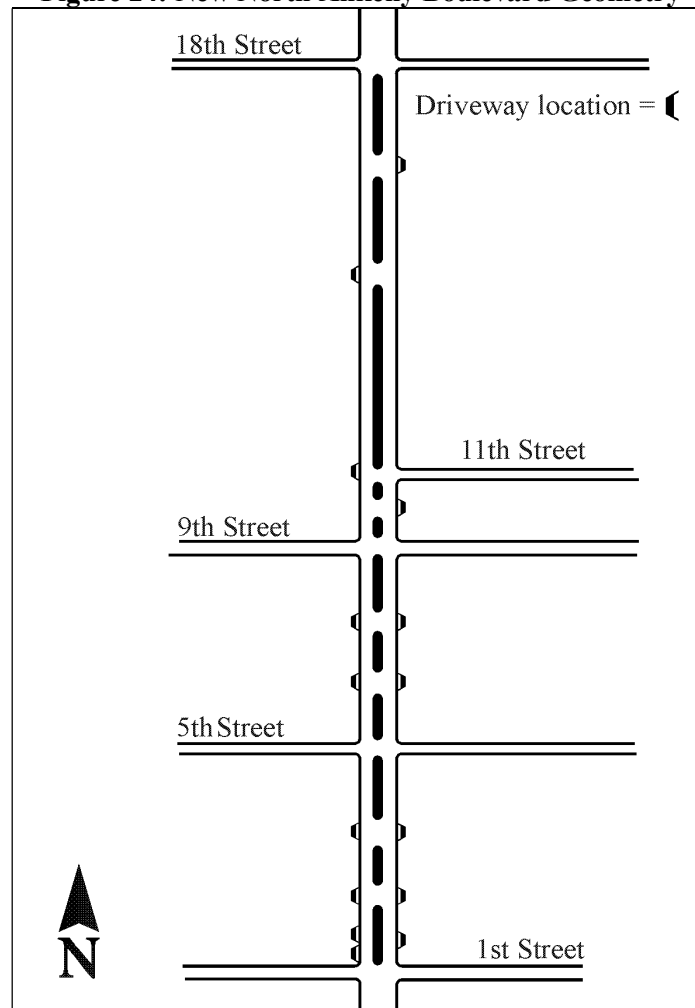 18th Street
Driveway location =
11th Street
9th Street
5th Street
1st Street
N